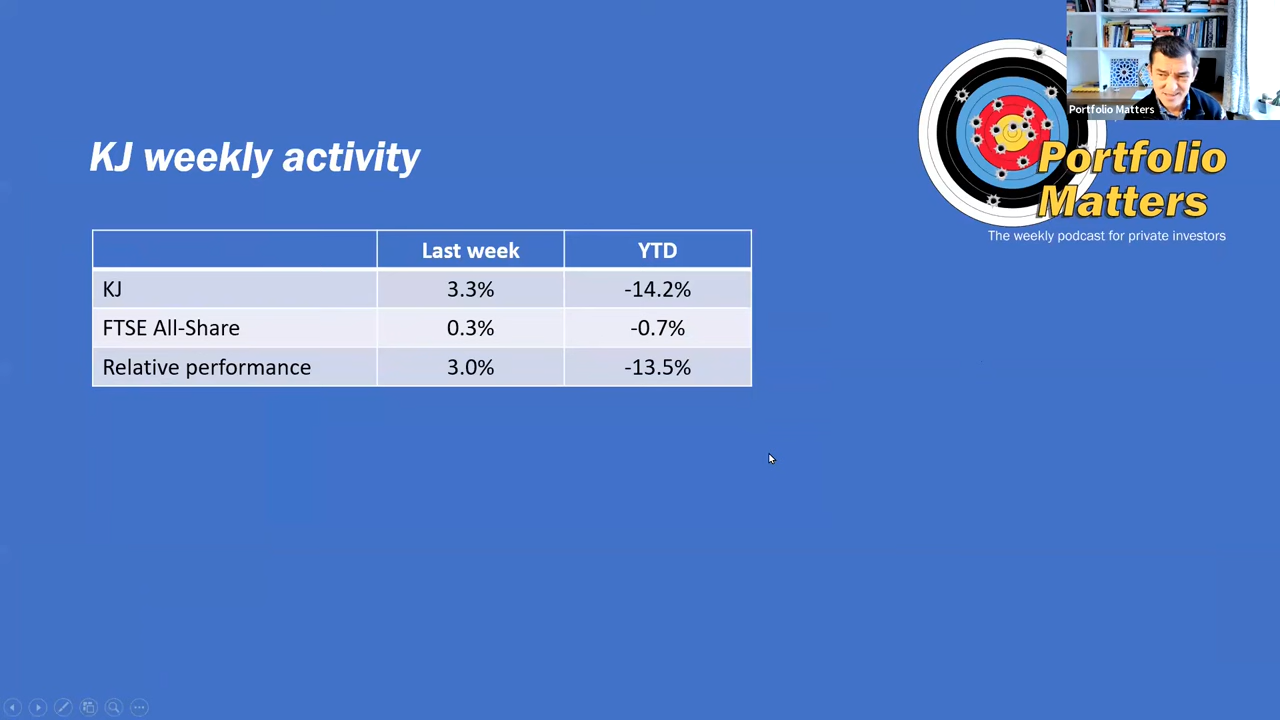 Portfolio Matters
KJ weekly activity
Portfolio
Matters
The weekly podcast for private investors
Last week YTD
KJ 3.3% -14.2%
FTSE All-Share 0.3% -0.7%
Relative performance 3.0% -13.5%